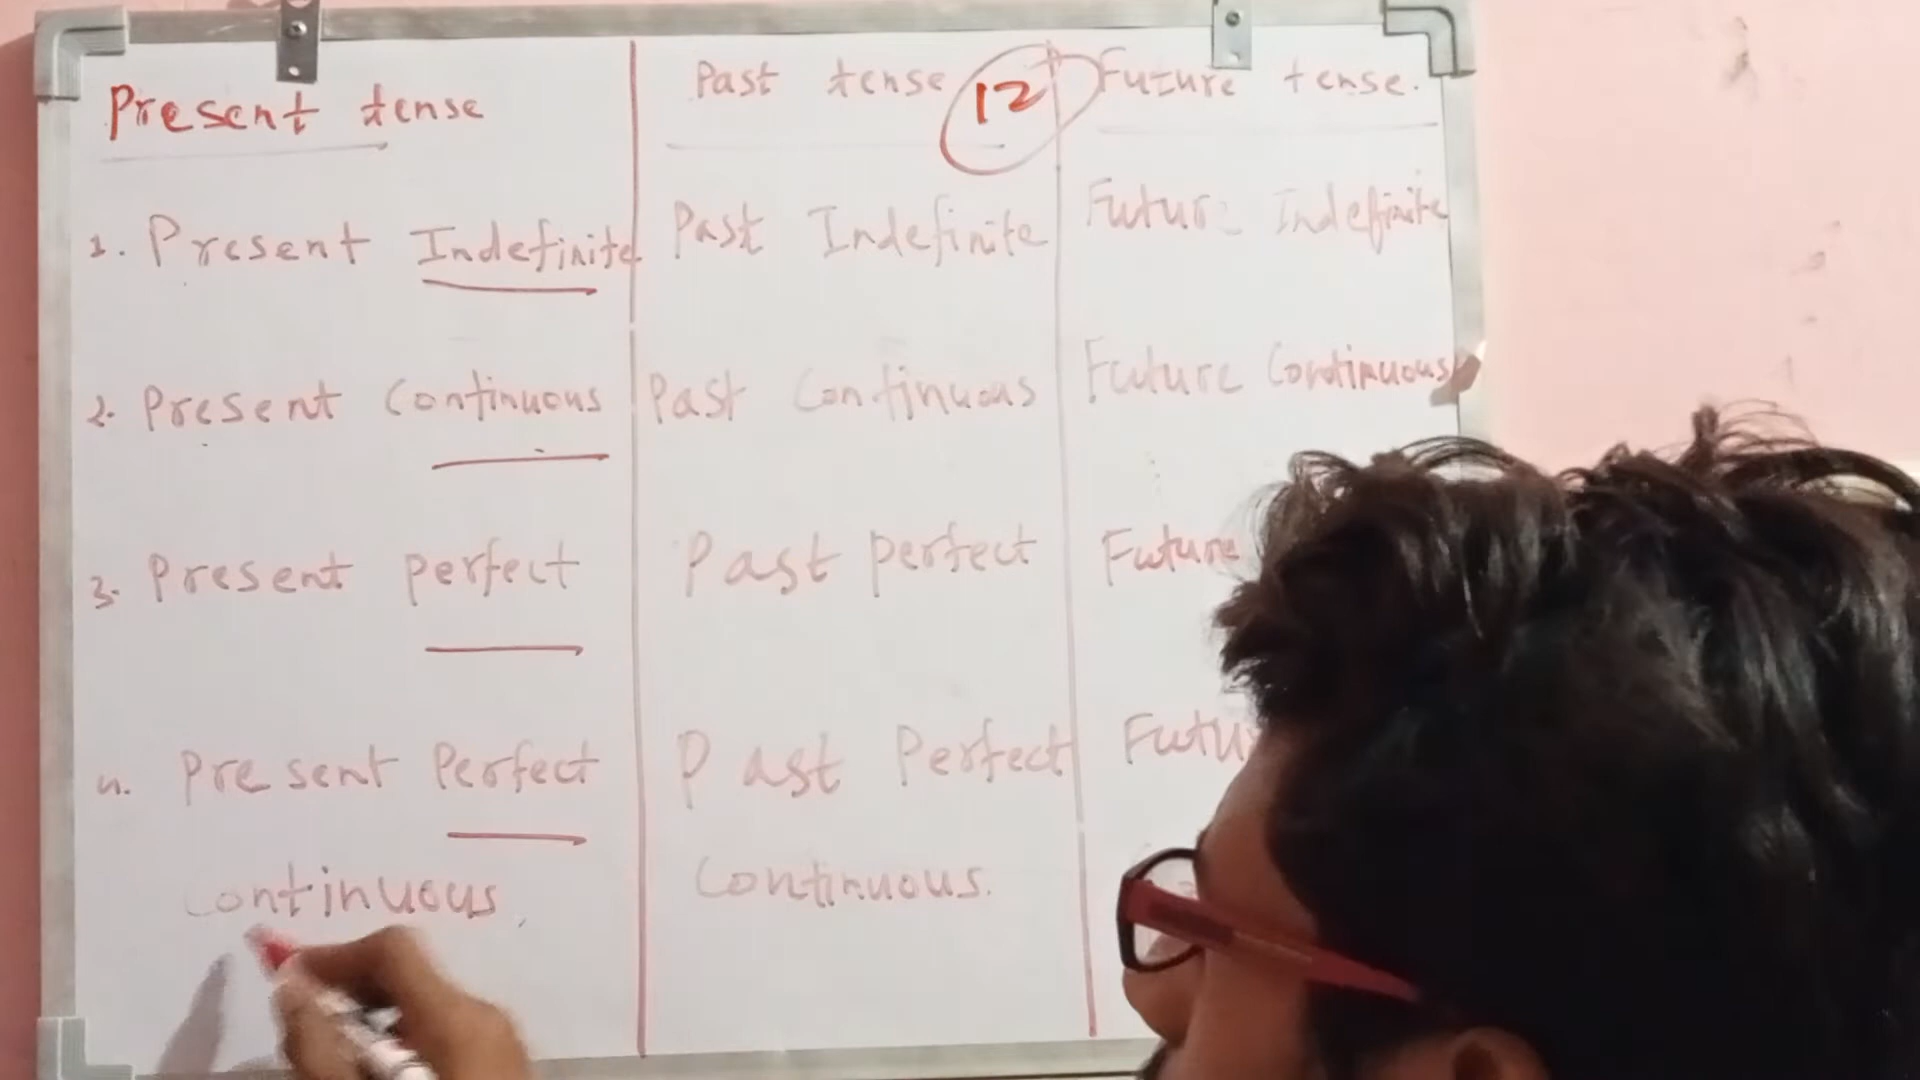 Present tense
1. Present Indefinite
2. Present Continuous
3. Present perfect
4. Present Perfect
Continuous
Past tense
12
Past Indefinite
Past Continuous
Past perfect
Past Perfect
Continuous.
Future tense.
Future Indefinite
Future Continuous
Future